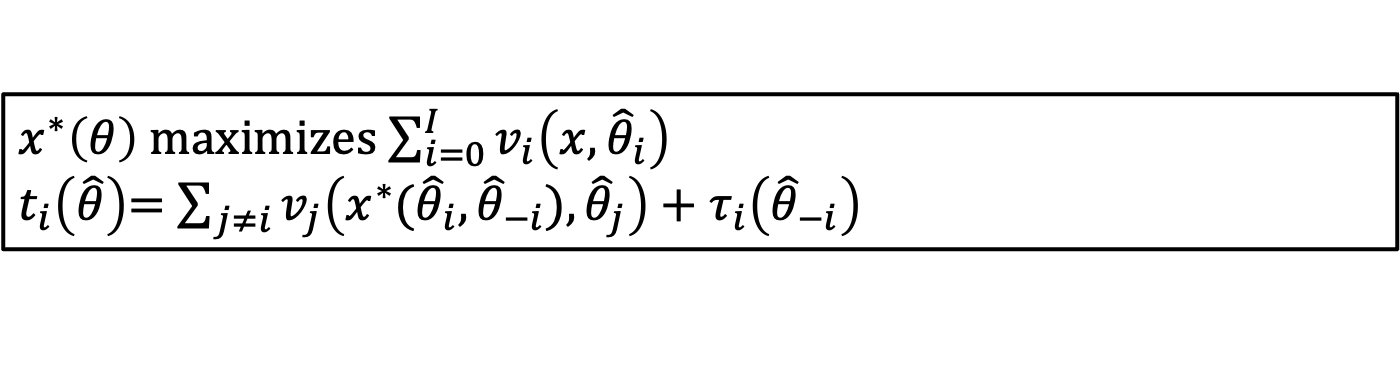 x*(θ) maximizes ∑_{i=0}^{I} v_i(x, θ̂_i)
t_i(θ̂)= ∑_{j≠i} v_j(x*(θ̂_i, θ̂_{−i}), θ̂_j) + τ_i(θ̂_{−i})